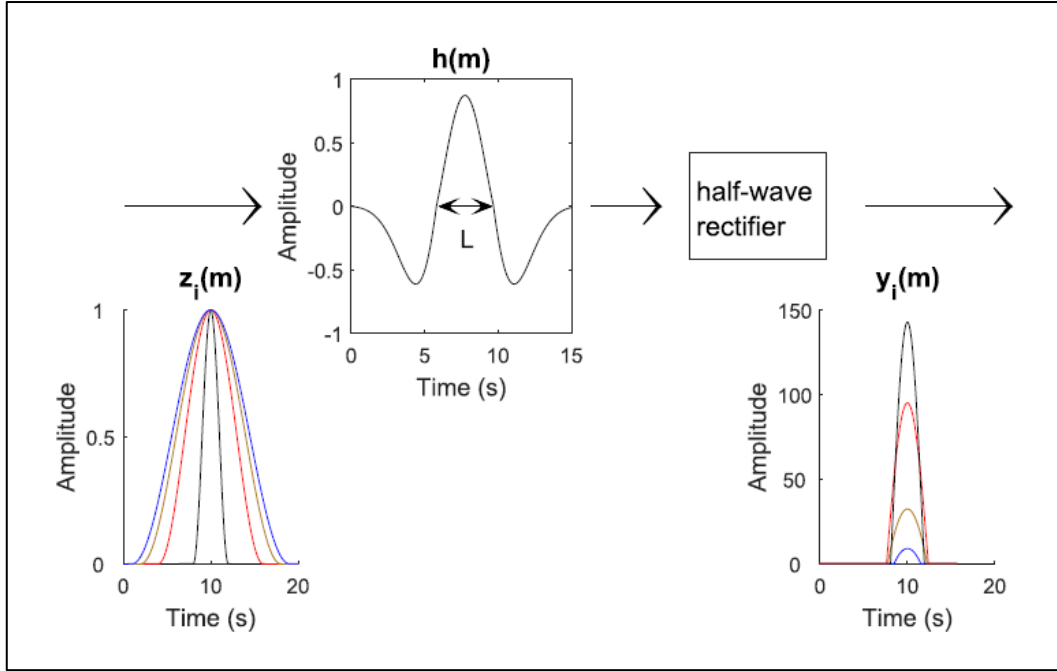 h(m)
1
0.5
0
-0.5
-1
Amplitude
L
0 5 10 15
Time (s)
half-wave
rectifier
z_i(m)
1
0.5
0
Amplitude
0 10 20
Time (s)
y_i(m)
150
100
50
0
Amplitude
0 10 20
Time (s)